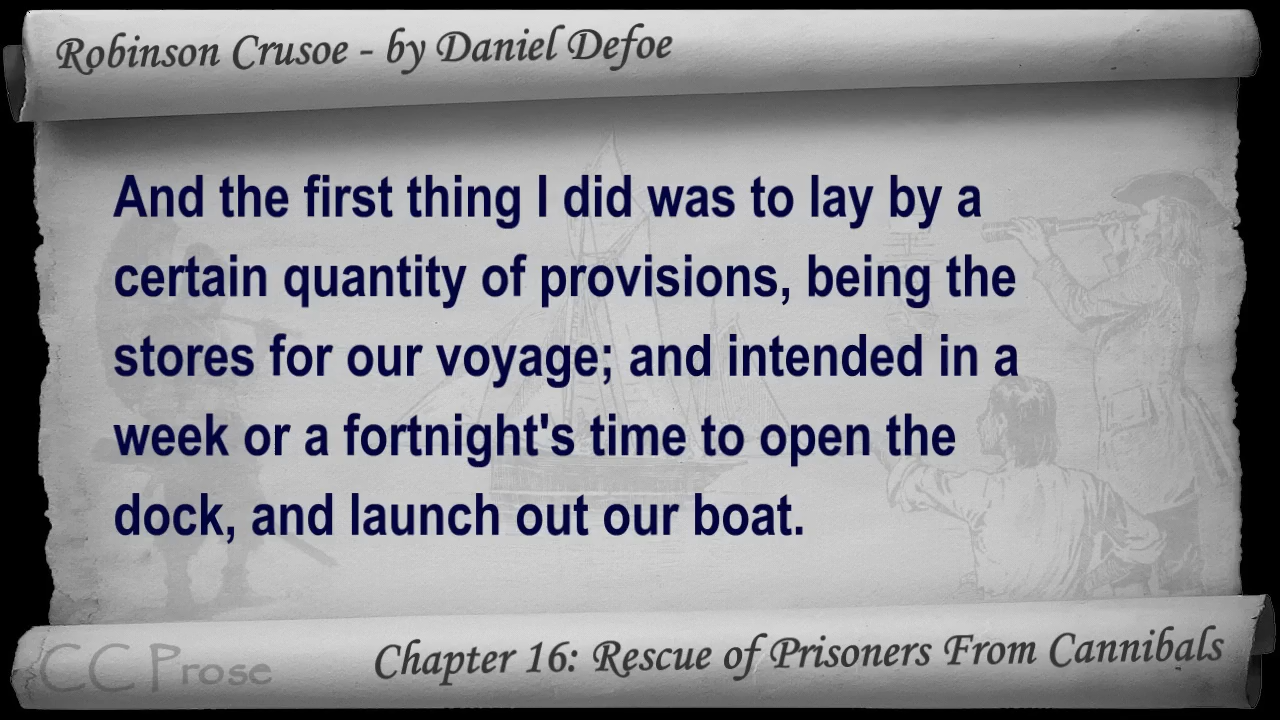 Robinson Crusoe - by Daniel Defoe
And the first thing I did was to lay by a
certain quantity of provisions, being the
stores for our voyage; and intended in a
week or a fortnight's time to open the
dock, and launch out our boat.
CC Prose
Chapter 16: Rescue of Prisoners From Cannibals